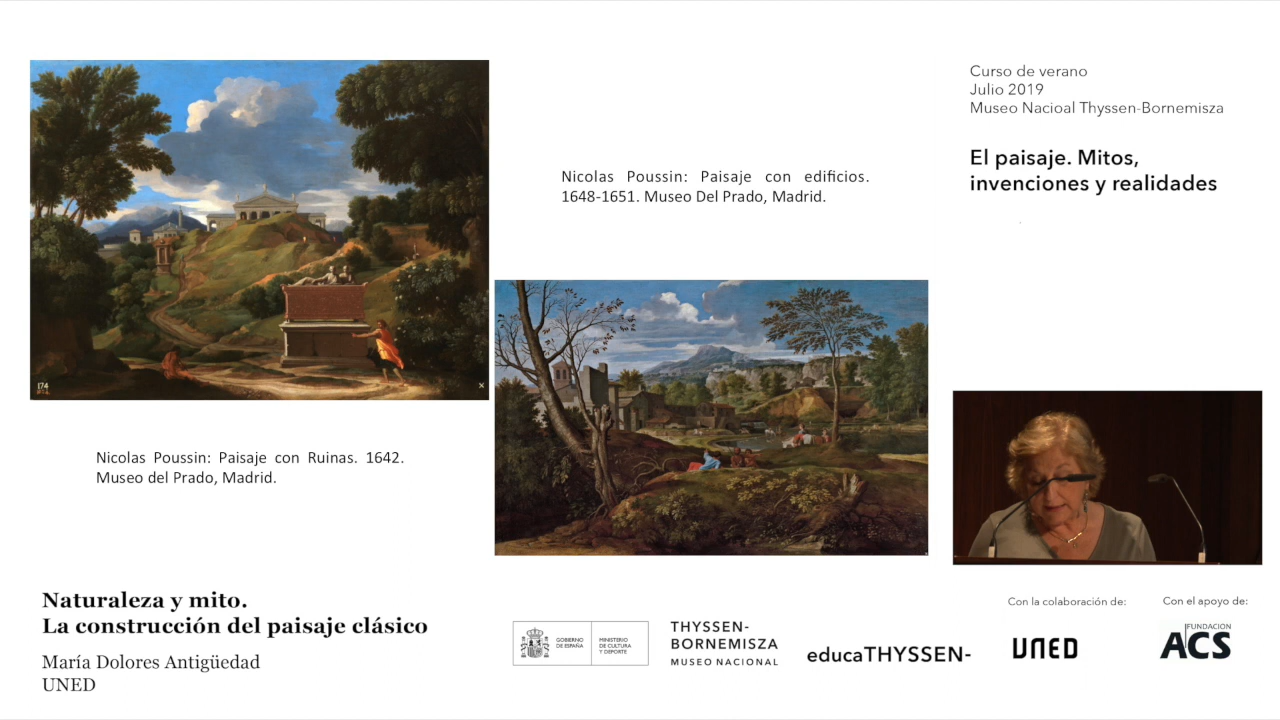 Curso de verano
Julio 2019
Museo Nacioal Thyssen-Bornemisza
El paisaje. Mitos,
invenciones y realidades
Nicolas Poussin: Paisaje con edificios.
1648-1651. Museo Del Prado, Madrid.
174
Nicolas Poussin: Paisaje con Ruinas. 1642.
Museo del Prado, Madrid.
Naturaleza y mito.
La construcción del paisaje clásico
María Dolores Antigüedad
UNED
GOBIERNO
DE ESPAÑA
MINISTERIO
DE CULTURA
Y DEPORTE
THYSSEN-
BORNEMISZA
MUSEO NACIONAL
educaTHYSSEN-
Con la colaboración de:
UNED
Con el apoyo de:
FUNDACION
ACS